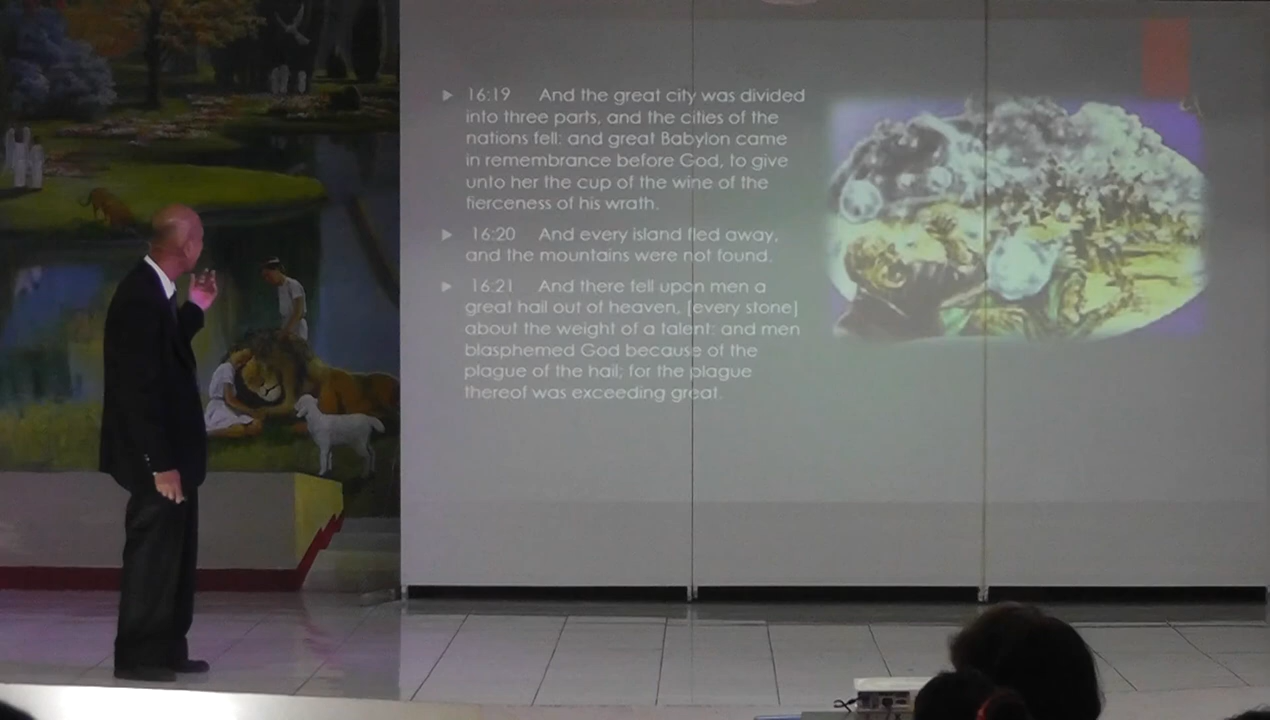 16:19 And the great city was divided
into three parts, and the cities of the
nations fell: and great Babylon came
in remembrance before God, to give
unto her the cup of the wine of the
fierceness of his wrath.
16:20 And every island fled away,
and the mountains were not found.
16:21 And there fell upon men a
great hail out of heaven, [every stone]
about the weight of a talent: and men
blasphemed God because of the
plague of the hail; for the plague
thereof was exceeding great.